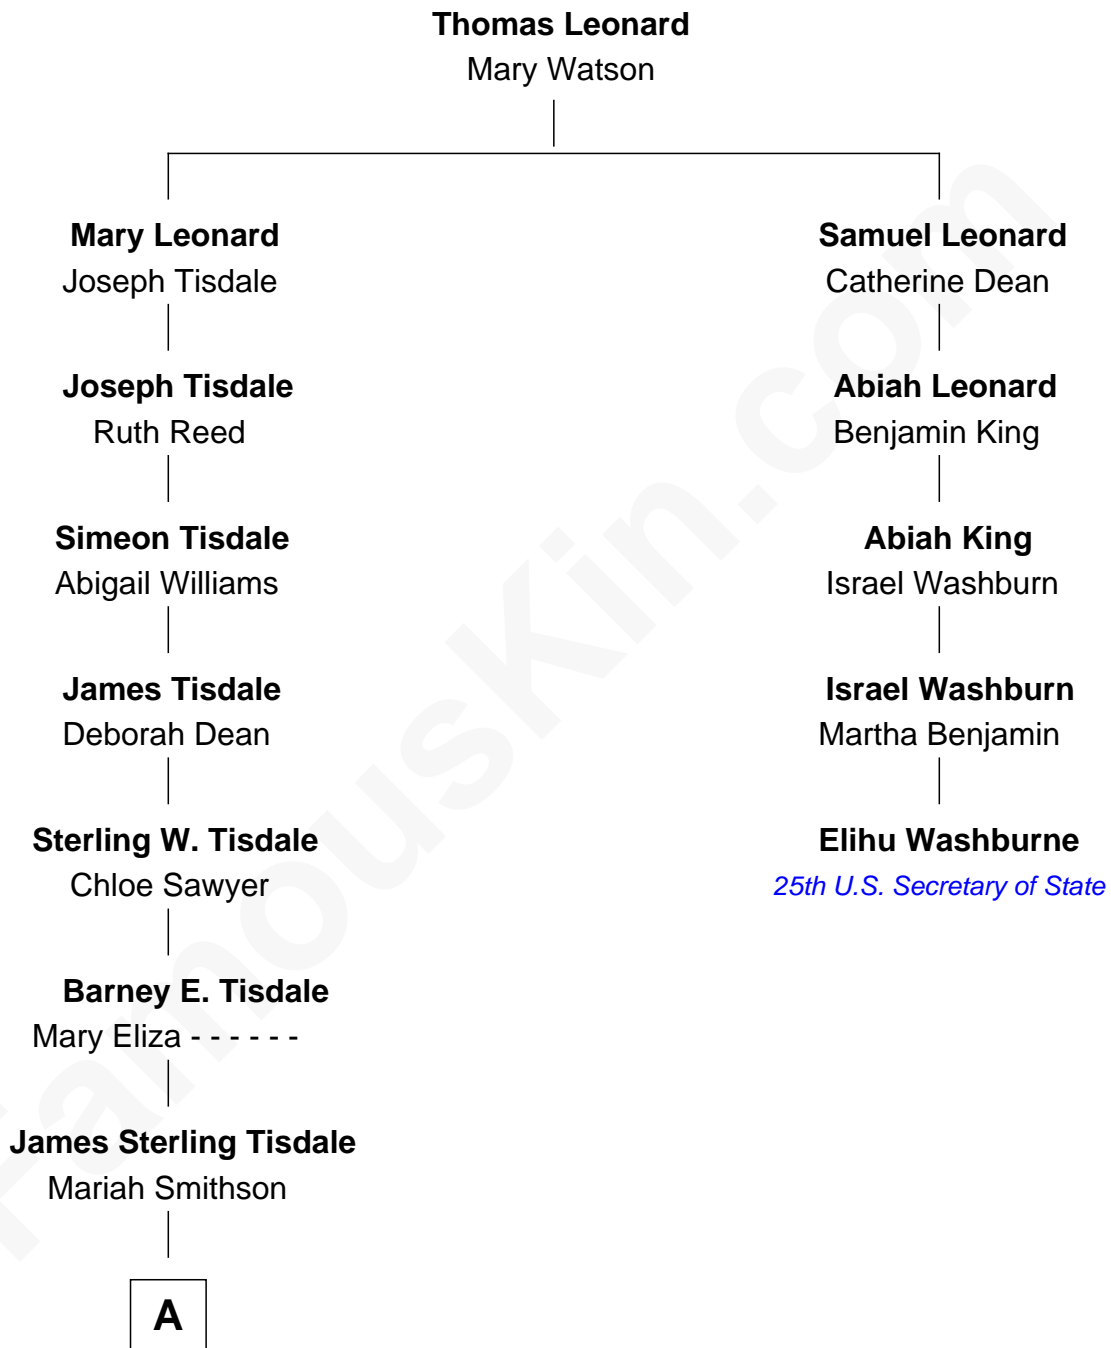 Thomas Leonard
Mary Watson
Mary Leonard
Joseph Tisdale
Samuel Leonard
Catherine Dean
Joseph Tisdale
Ruth Reed
Abiah Leonard
Benjamin King
Simeon Tisdale
Abigail Williams
Abiah King
Israel Washburn
James Tisdale
Deborah Dean
Israel Washburn
Martha Benjamin
Sterling W. Tisdale
Chloe Sawyer
Elihu Washburne
25th U.S. Secretary of State
Barney E. Tisdale
Mary Eliza - - - - - -
James Sterling Tisdale
Mariah Smithson
A
FamousKin.com